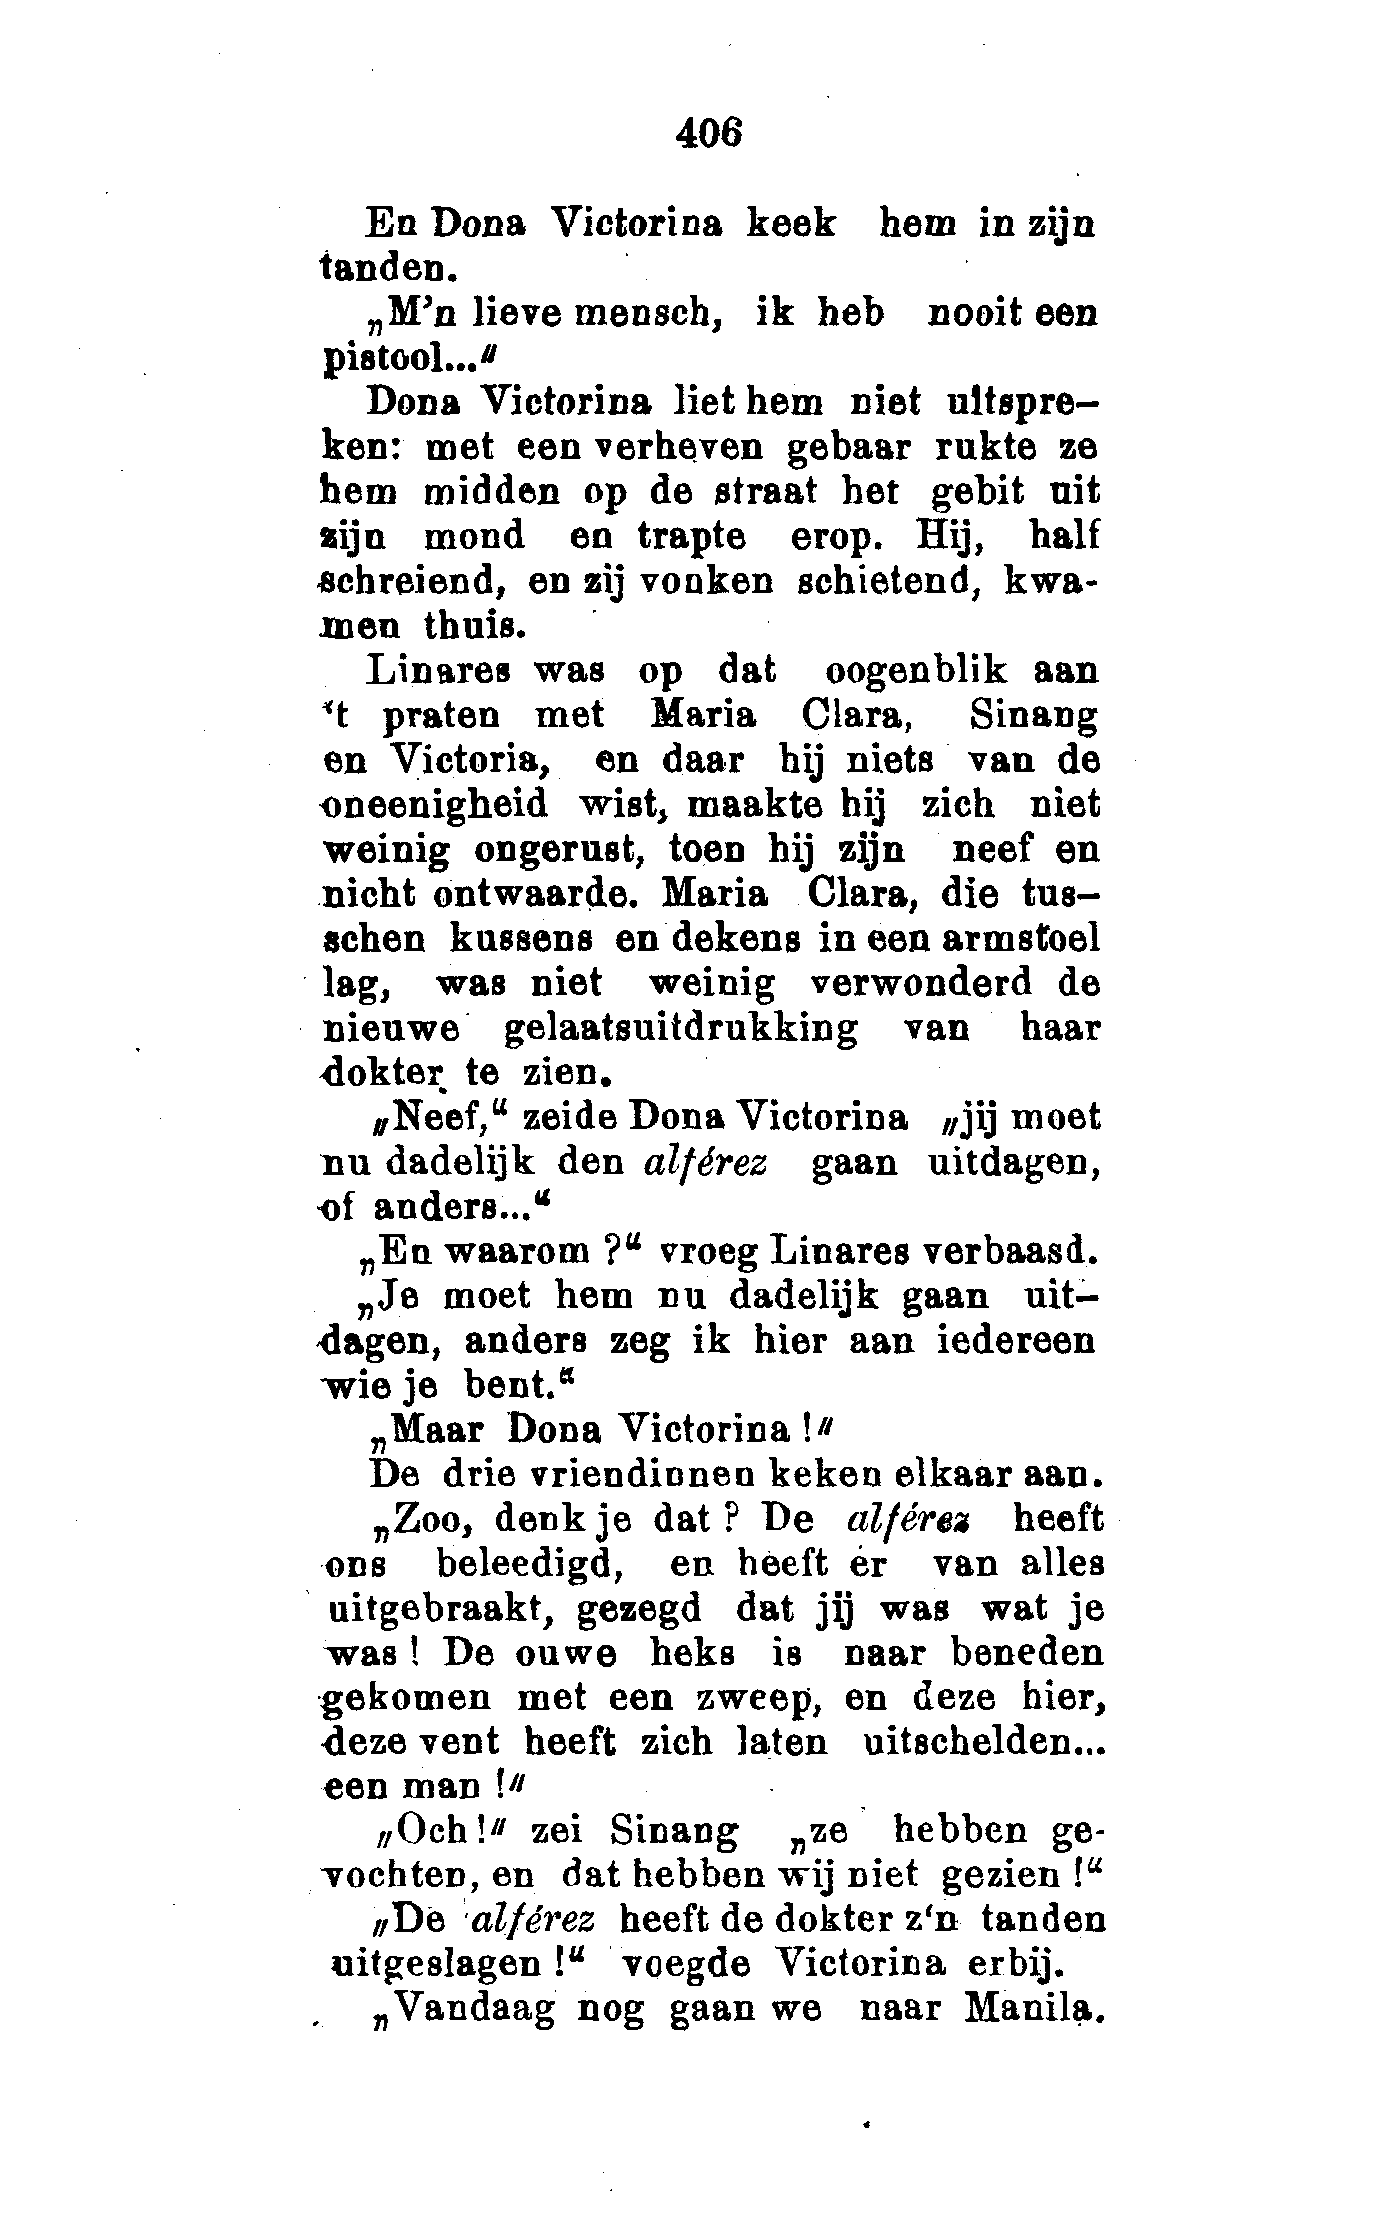 406
En Dona Victorina keek hem in zijn
tanden.
„M'n lieve mensch, ik heb nooit een
pistool...“
Dona Victorina liet hem niet uitspre-
ken: met een verheven gebaar rukte ze
hem midden op de straat het gebit uit
zijn mond en trapte erop. Hij, half
schreiend, en zij vonken schietend, kwa-
men thuis.
Linares was op dat oogenblik aan
't praten met Maria Clara, Sinang
en Victoria, en daar hij niets van de
oneenigheid wist, maakte hij zich niet
weinig ongerust, toen hij zijn neef en
nicht ontwaarde. Maria Clara, die tus-
schen kussens en dekens in een armstoel
lag, was niet weinig verwonderd de
nieuwe gelaatsuitdrukking van haar
dokter te zien.
„Neef,“ zeide Dona Victorina „jij moet
nu dadelijk den alférez gaan uitdagen,
of anders...“
„En waarom ?“ vroeg Linares verbaasd.
„Je moet hem nu dadelijk gaan uit-
dagen, anders zeg ik hier aan iedereen
wie je bent.“
„Maar Dona Victorina !“
De drie vriendinnen keken elkaar aan.
„Zoo, denk je dat ? De alférez heeft
ons beleedigd, en heeft er van alles
uitgebraakt, gezegd dat jij was wat je
was ! De ouwe heks is naar beneden
gekomen met een zweep, en deze hier,
deze vent heeft zich laten uitschelden...
een man !“
„Och !“ zei Sinang „ze hebben ge-
vochten, en dat hebben wij niet gezien !“
„De alférez heeft de dokter z'n tanden
uitgeslagen !“ voegde Victorina erbij.
„Vandaag nog gaan we naar Manila.